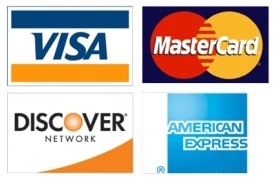 VISA
MasterCard
DISCOVER®
NETWORK
AMERICAN
EXPRESS
®